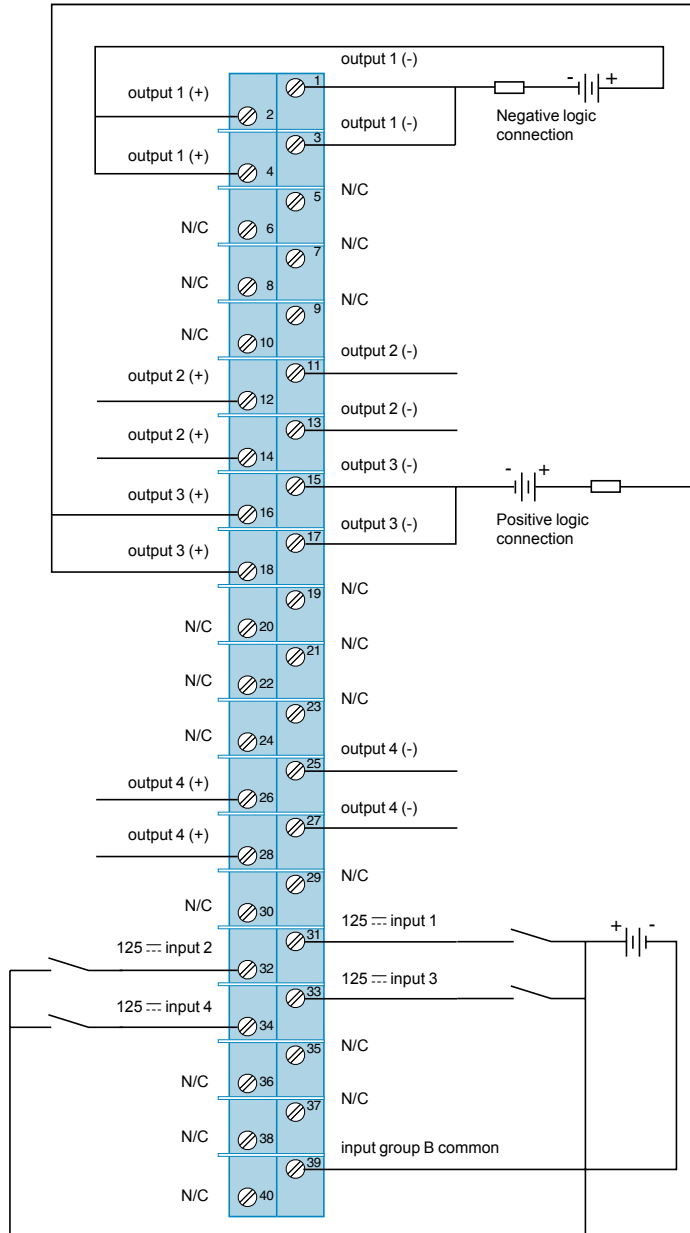 output 1 (-)
1
- +
output 1 (+)
2
Negative logic
connection
output 1 (-)
3
output 1 (+)
4
N/C
5
N/C
6
N/C
7
N/C
8
N/C
9
N/C
10
output 2 (-)
11
output 2 (+)
12
output 2 (-)
13
output 2 (+)
14
output 3 (-)
15
- +
output 3 (+)
16
Positive logic
connection
output 3 (-)
17
output 3 (+)
18
N/C
19
N/C
20
N/C
21
N/C
22
N/C
23
N/C
24
output 4 (-)
25
output 4 (+)
26
output 4 (-)
27
output 4 (+)
28
N/C
29
N/C
30
125 ⎓ input 1
31
+ -
125 ⎓ input 2
32
125 ⎓ input 3
33
125 ⎓ input 4
34
N/C
35
N/C
36
N/C
37
N/C
38
input group B common
39
N/C
40